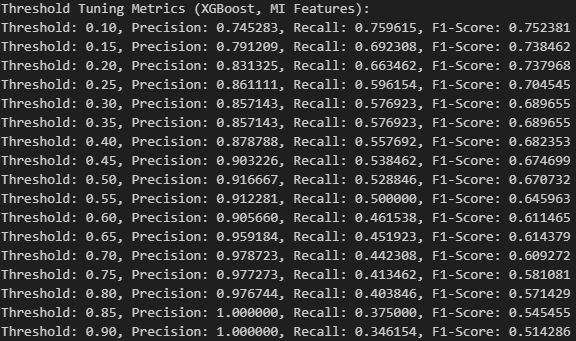 Threshold Tuning Metrics (XGBoost, MI Features):
Threshold: 0.10, Precision: 0.745283, Recall: 0.759615, F1-Score: 0.752381
Threshold: 0.15, Precision: 0.791209, Recall: 0.692308, F1-Score: 0.738462
Threshold: 0.20, Precision: 0.831325, Recall: 0.663462, F1-Score: 0.737968
Threshold: 0.25, Precision: 0.861111, Recall: 0.596154, F1-Score: 0.704545
Threshold: 0.30, Precision: 0.857143, Recall: 0.576923, F1-Score: 0.689655
Threshold: 0.35, Precision: 0.857143, Recall: 0.576923, F1-Score: 0.689655
Threshold: 0.40, Precision: 0.878788, Recall: 0.557692, F1-Score: 0.682353
Threshold: 0.45, Precision: 0.903226, Recall: 0.538462, F1-Score: 0.674699
Threshold: 0.50, Precision: 0.916667, Recall: 0.528846, F1-Score: 0.670732
Threshold: 0.55, Precision: 0.912281, Recall: 0.500000, F1-Score: 0.645963
Threshold: 0.60, Precision: 0.905660, Recall: 0.461538, F1-Score: 0.611465
Threshold: 0.65, Precision: 0.959184, Recall: 0.451923, F1-Score: 0.614379
Threshold: 0.70, Precision: 0.978723, Recall: 0.442308, F1-Score: 0.609272
Threshold: 0.75, Precision: 0.977273, Recall: 0.413462, F1-Score: 0.581081
Threshold: 0.80, Precision: 0.976744, Recall: 0.403846, F1-Score: 0.571429
Threshold: 0.85, Precision: 1.000000, Recall: 0.375000, F1-Score: 0.545455
Threshold: 0.90, Precision: 1.000000, Recall: 0.346154, F1-Score: 0.514286